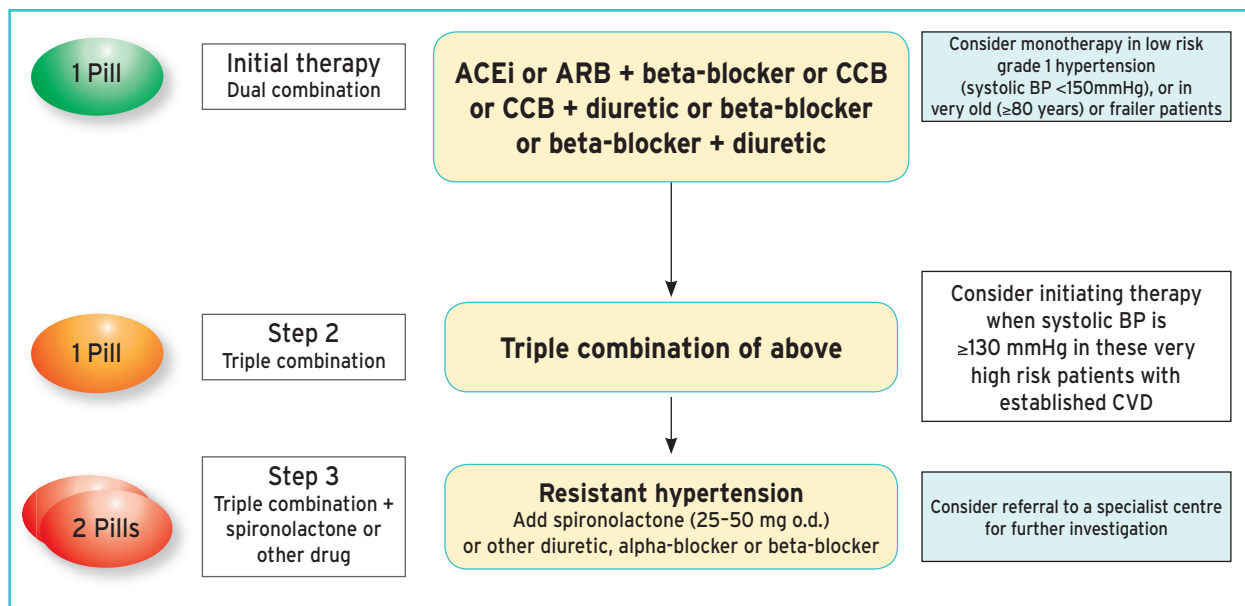 1 Pill
Initial therapy
Dual combination
ACEi or ARB + beta-blocker or CCB
or CCB + diuretic or beta-blocker
or beta-blocker + diuretic
Consider monotherapy in low risk
grade 1 hypertension
(systolic BP <150mmHg), or in
very old (≥80 years) or frailer patients
1 Pill
Step 2
Triple combination
Triple combination of above
Consider initiating therapy
when systolic BP is
≥130 mmHg in these very
high risk patients with
established CVD
2 Pills
Step 3
Triple combination +
spironolactone or
other drug
Resistant hypertension
Add spironolactone (25–50 mg o.d.)
or other diuretic, alpha-blocker or beta-blocker
Consider referral to a specialist centre
for further investigation